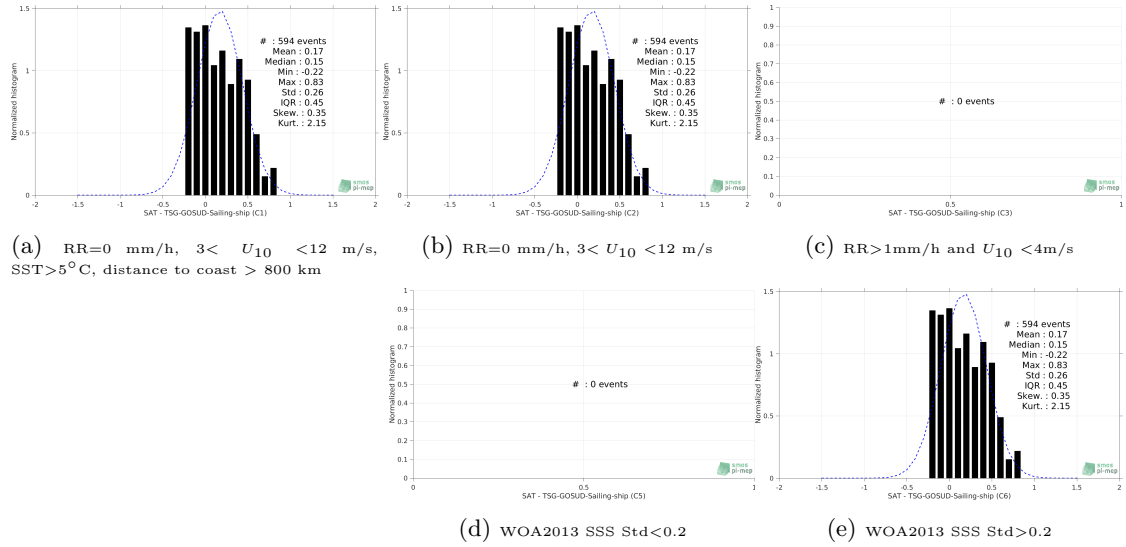 # : 594 events
Mean : 0.17
Median : 0.15
Min : -0.22
Max : 0.83
Std : 0.26
IQR : 0.45
Skew. : 0.35
Kurt. : 2.15
Normalized histogram
0
0.5
1
1.5
-2
-1.5
-1
-0.5
0
0.5
1
1.5
2
SAT - TSG-GOSUD-Sailing-ship (C1)
smos
pi-mep
(a) RR=0 mm/h, 3< U10 <12 m/s,
SST>5°C, distance to coast > 800 km
# : 594 events
Mean : 0.17
Median : 0.15
Min : -0.22
Max : 0.83
Std : 0.26
IQR : 0.45
Skew. : 0.35
Kurt. : 2.15
Normalized histogram
0
0.5
1
1.5
-2
-1.5
-1
-0.5
0
0.5
1
1.5
2
SAT - TSG-GOSUD-Sailing-ship (C2)
smos
pi-mep
(b) RR=0 mm/h, 3< U10 <12 m/s
# : 0 events
Normalized histogram
1
0.9
0.8
0.7
0.6
0.5
0.4
0.3
0.2
0.1
0
0
0.5
1
SAT - TSG-GOSUD-Sailing-ship (C3)
smos
pi-mep
(c) RR>1mm/h and U10 <4m/s
# : 0 events
Normalized histogram
1
0.9
0.8
0.7
0.6
0.5
0.4
0.3
0.2
0.1
0
0
0.5
1
SAT - TSG-GOSUD-Sailing-ship (C5)
smos
pi-mep
(d) WOA2013 SSS Std<0.2
# : 594 events
Mean : 0.17
Median : 0.15
Min : -0.22
Max : 0.83
Std : 0.26
IQR : 0.45
Skew. : 0.35
Kurt. : 2.15
Normalized histogram
0
0.5
1
1.5
-2
-1.5
-1
-0.5
0
0.5
1
1.5
2
SAT - TSG-GOSUD-Sailing-ship (C6)
smos
pi-mep
(e) WOA2013 SSS Std>0.2